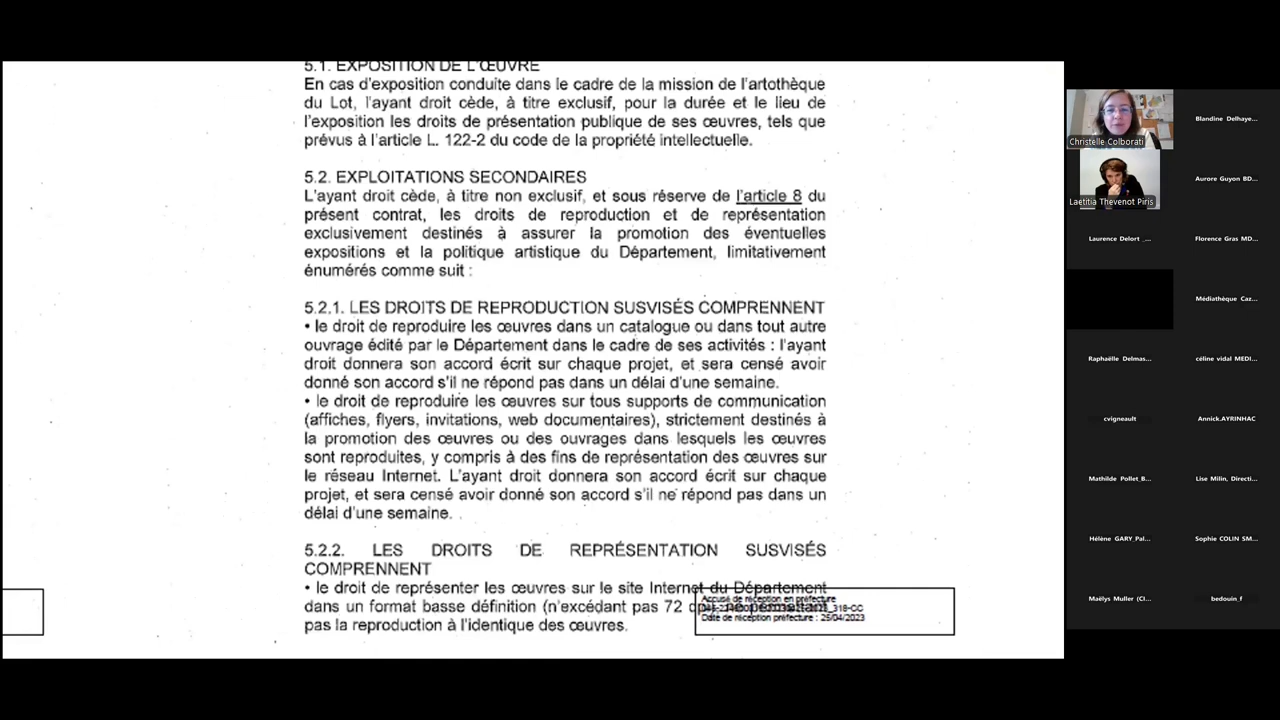 5.1. EXPOSITION DE L'ŒUVRE
En cas d'exposition conduite dans le cadre de la mission de l'artothèque
du Lot, l'ayant droit cède, à titre exclusif, pour la durée et le lieu de
l'exposition les droits de présentation publique de ses œuvres, tels que
prévus à l'article L. 122-2 du code de la propriété intellectuelle.
5.2. EXPLOITATIONS SECONDAIRES
L'ayant droit cède, à titre non exclusif, et sous réserve de l'article 8 du
présent contrat, les droits de reproduction et de représentation
exclusivement destinés à assurer la promotion des éventuelles
expositions et la politique artistique du Département, limitativement
énumérés comme suit :
5.2.1. LES DROITS DE REPRODUCTION SUSVISÉS COMPRENNENT
• le droit de reproduire les œuvres dans un catalogue ou dans tout autre
ouvrage édité par le Département dans le cadre de ses activités : l'ayant
droit donnera son accord écrit sur chaque projet, et sera censé avoir
donné son accord s'il ne répond pas dans un délai d'une semaine.
• le droit de reproduire les œuvres sur tous supports de communication
(affiches, flyers, invitations, web documentaires), strictement destinés à
la promotion des œuvres ou des ouvrages dans lesquels les œuvres
sont reproduites, y compris à des fins de représentation des œuvres sur
le réseau Internet. L'ayant droit donnera son accord écrit sur chaque
projet, et sera censé avoir donné son accord s'il ne répond pas dans un
délai d'une semaine.
5.2.2. LES DROITS DE REPRÉSENTATION SUSVISÉS
COMPRENNENT
• le droit de représenter les œuvres sur le site Internet du Département
dans un format basse définition (n'excédant pas 72
pas la reproduction à l'identique des œuvres.
Accusé de réception en préfecture
Date de réception préfecture : 25/04/2023
Christelle Colborati
Blandine Delhaye...
Laetitia Thevenot Piris
Aurore Guyon BD...
Laurence Delort _...
Florence Gras MD...
Médiathèque Caz...
Raphaëlle Delmas...
céline vidal MEDI...
cvigneault
Annick.AYRINHAC
Mathilde Pollet_B...
Lise Milin, Directi...
Hélène GARY_Pal...
Sophie COLIN SM...
Maëlys Muller (Cl...
bedouin_f